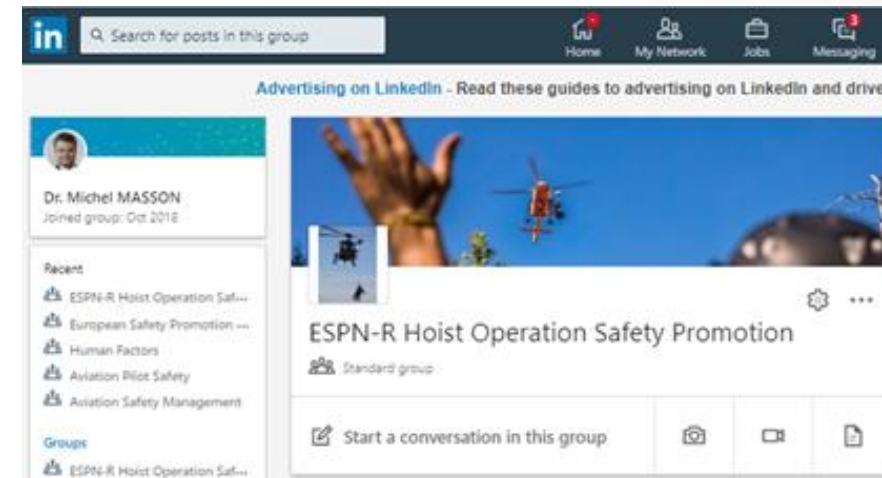 in
Search for posts in this group
Home
My Network
Jobs
3
Messaging
Advertising on LinkedIn - Read these guides to advertising on LinkedIn and drive
Dr. Michel MASSON
Joined group: Oct 2018
Recent
ESPN-R Hoist Operation Saf...
European Safety Promotion ...
Human Factors
Aviation Pilot Safety
Aviation Safety Management
Groups
ESPN-R Hoist Operation Saf...
ESPN-R Hoist Operation Safety Promotion
Standard group
Start a conversation in this group